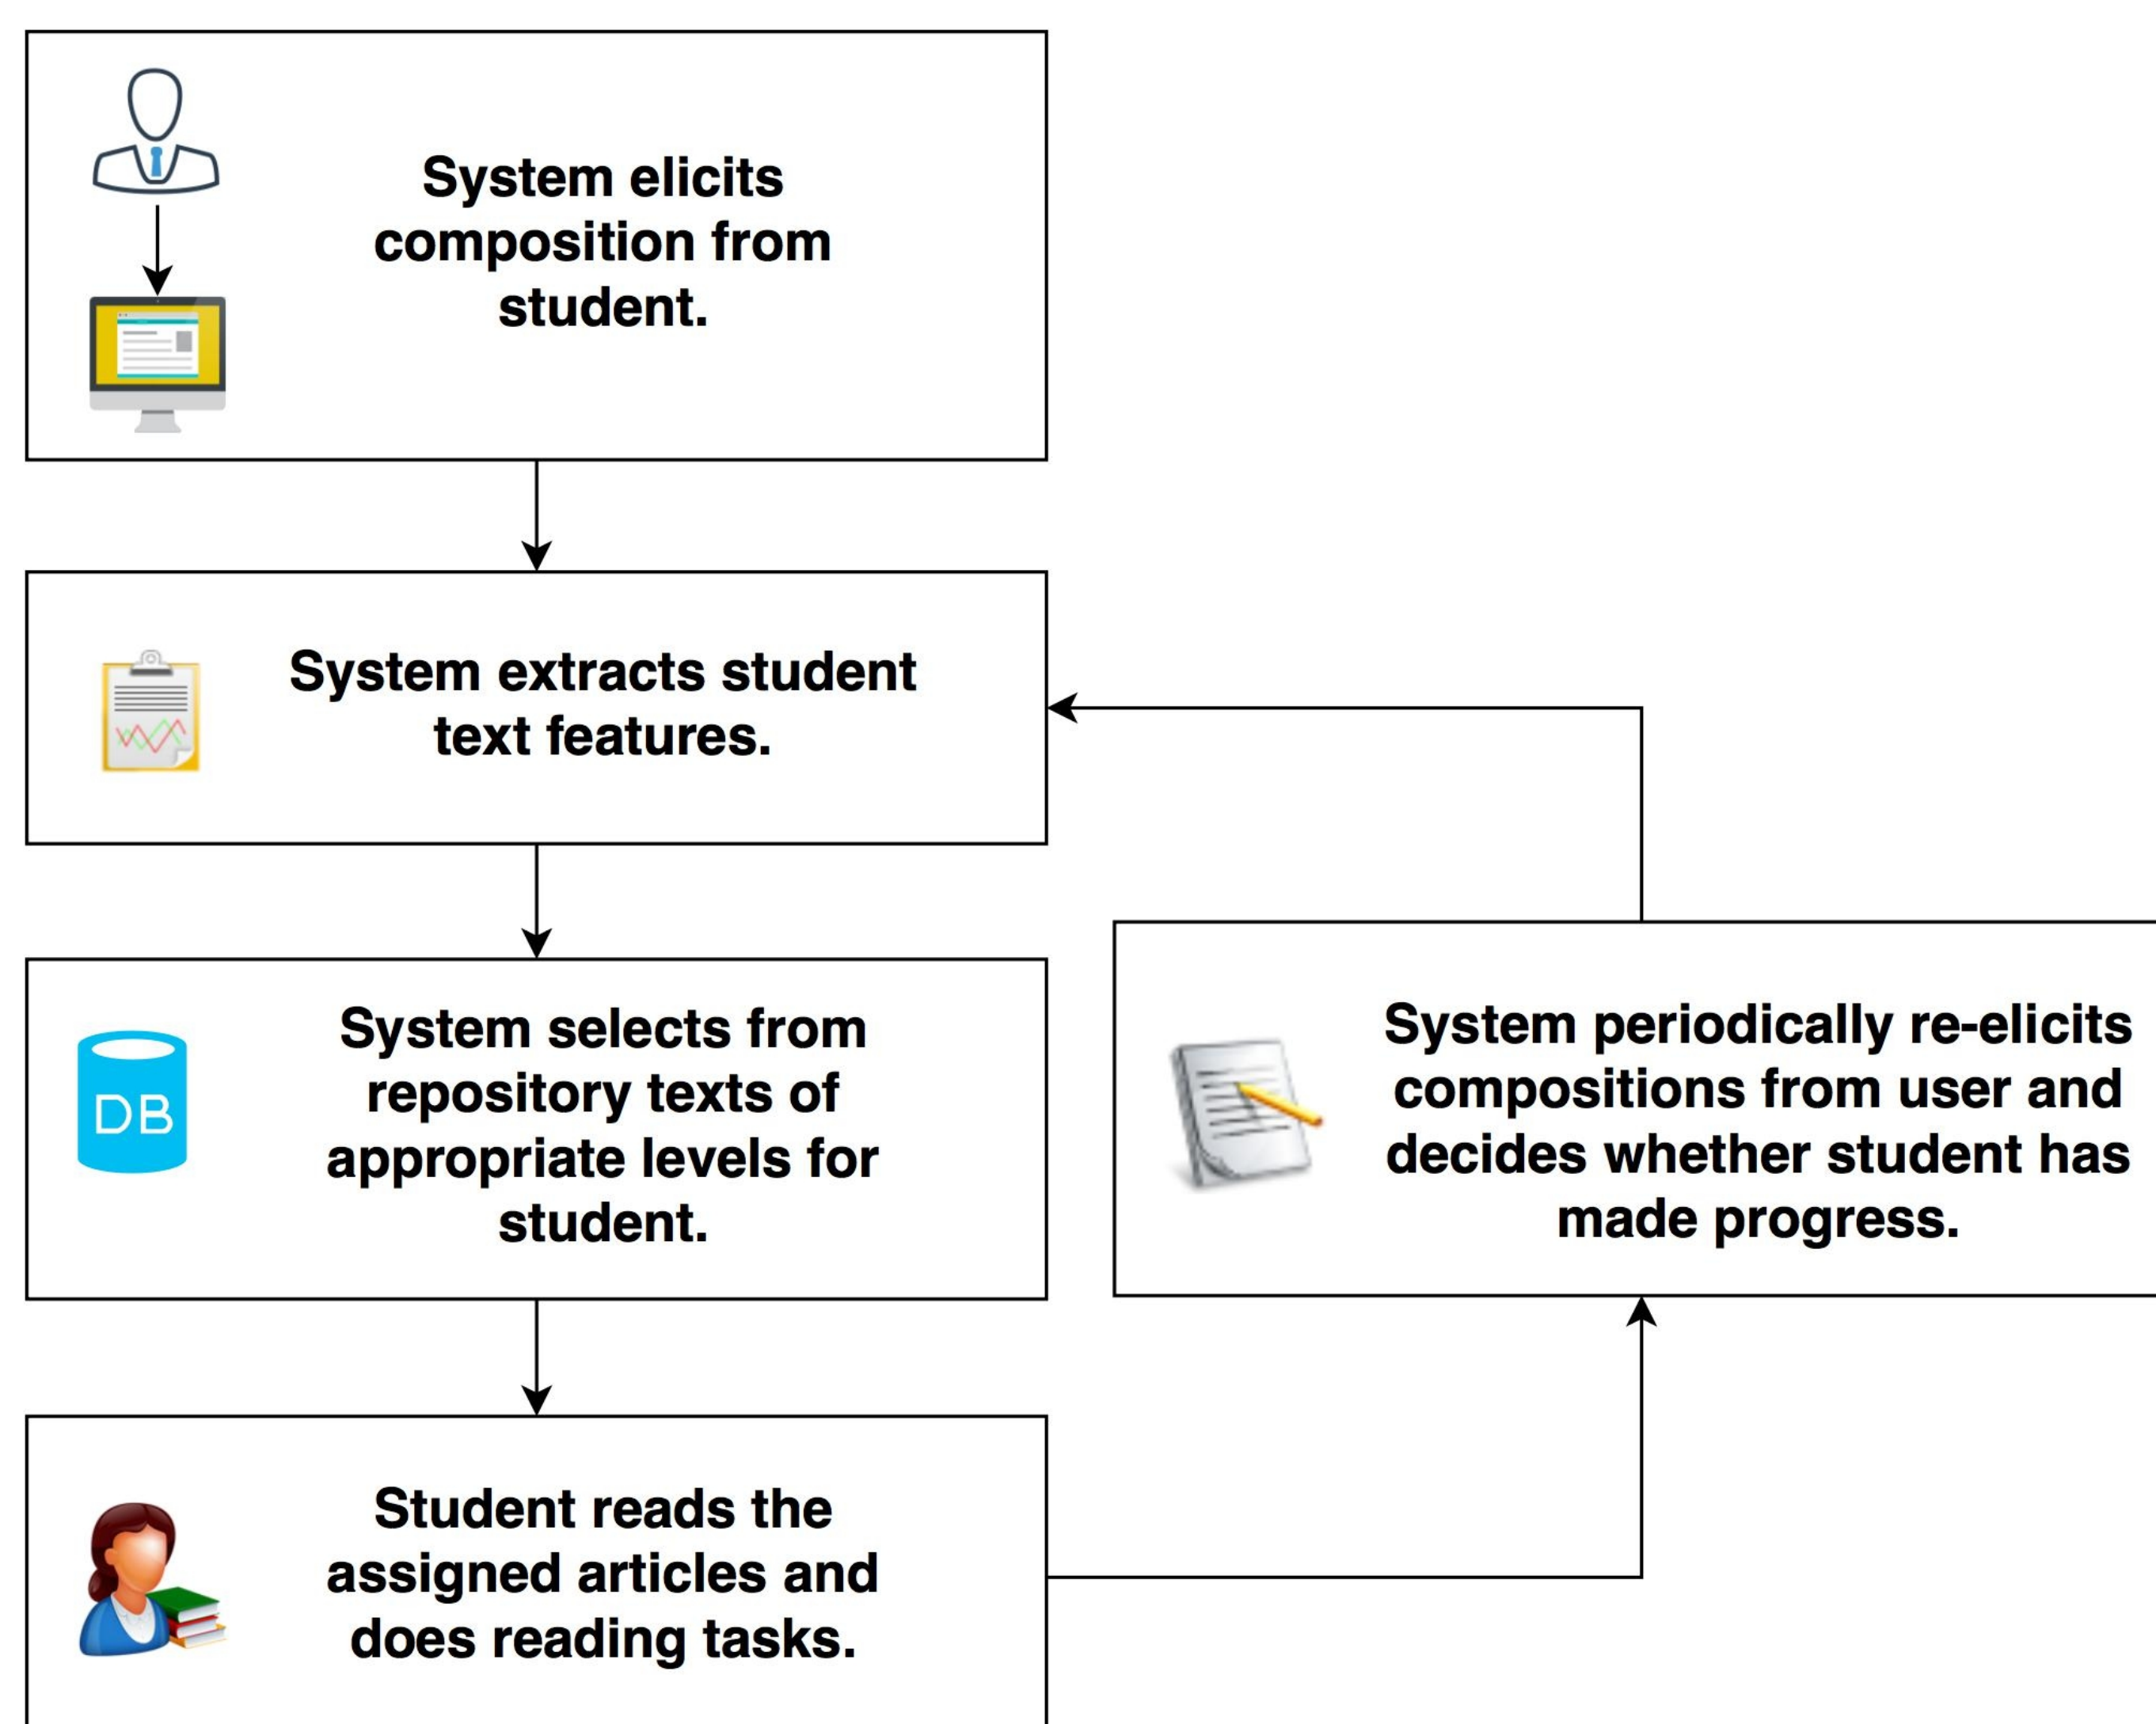 System elicits
composition from
student.
System extracts student
text features.
DB
System selects from
repository texts of
appropriate levels for
student.
System periodically re-elicits
compositions from user and
decides whether student has
made progress.
Student reads the
assigned articles and
does reading tasks.